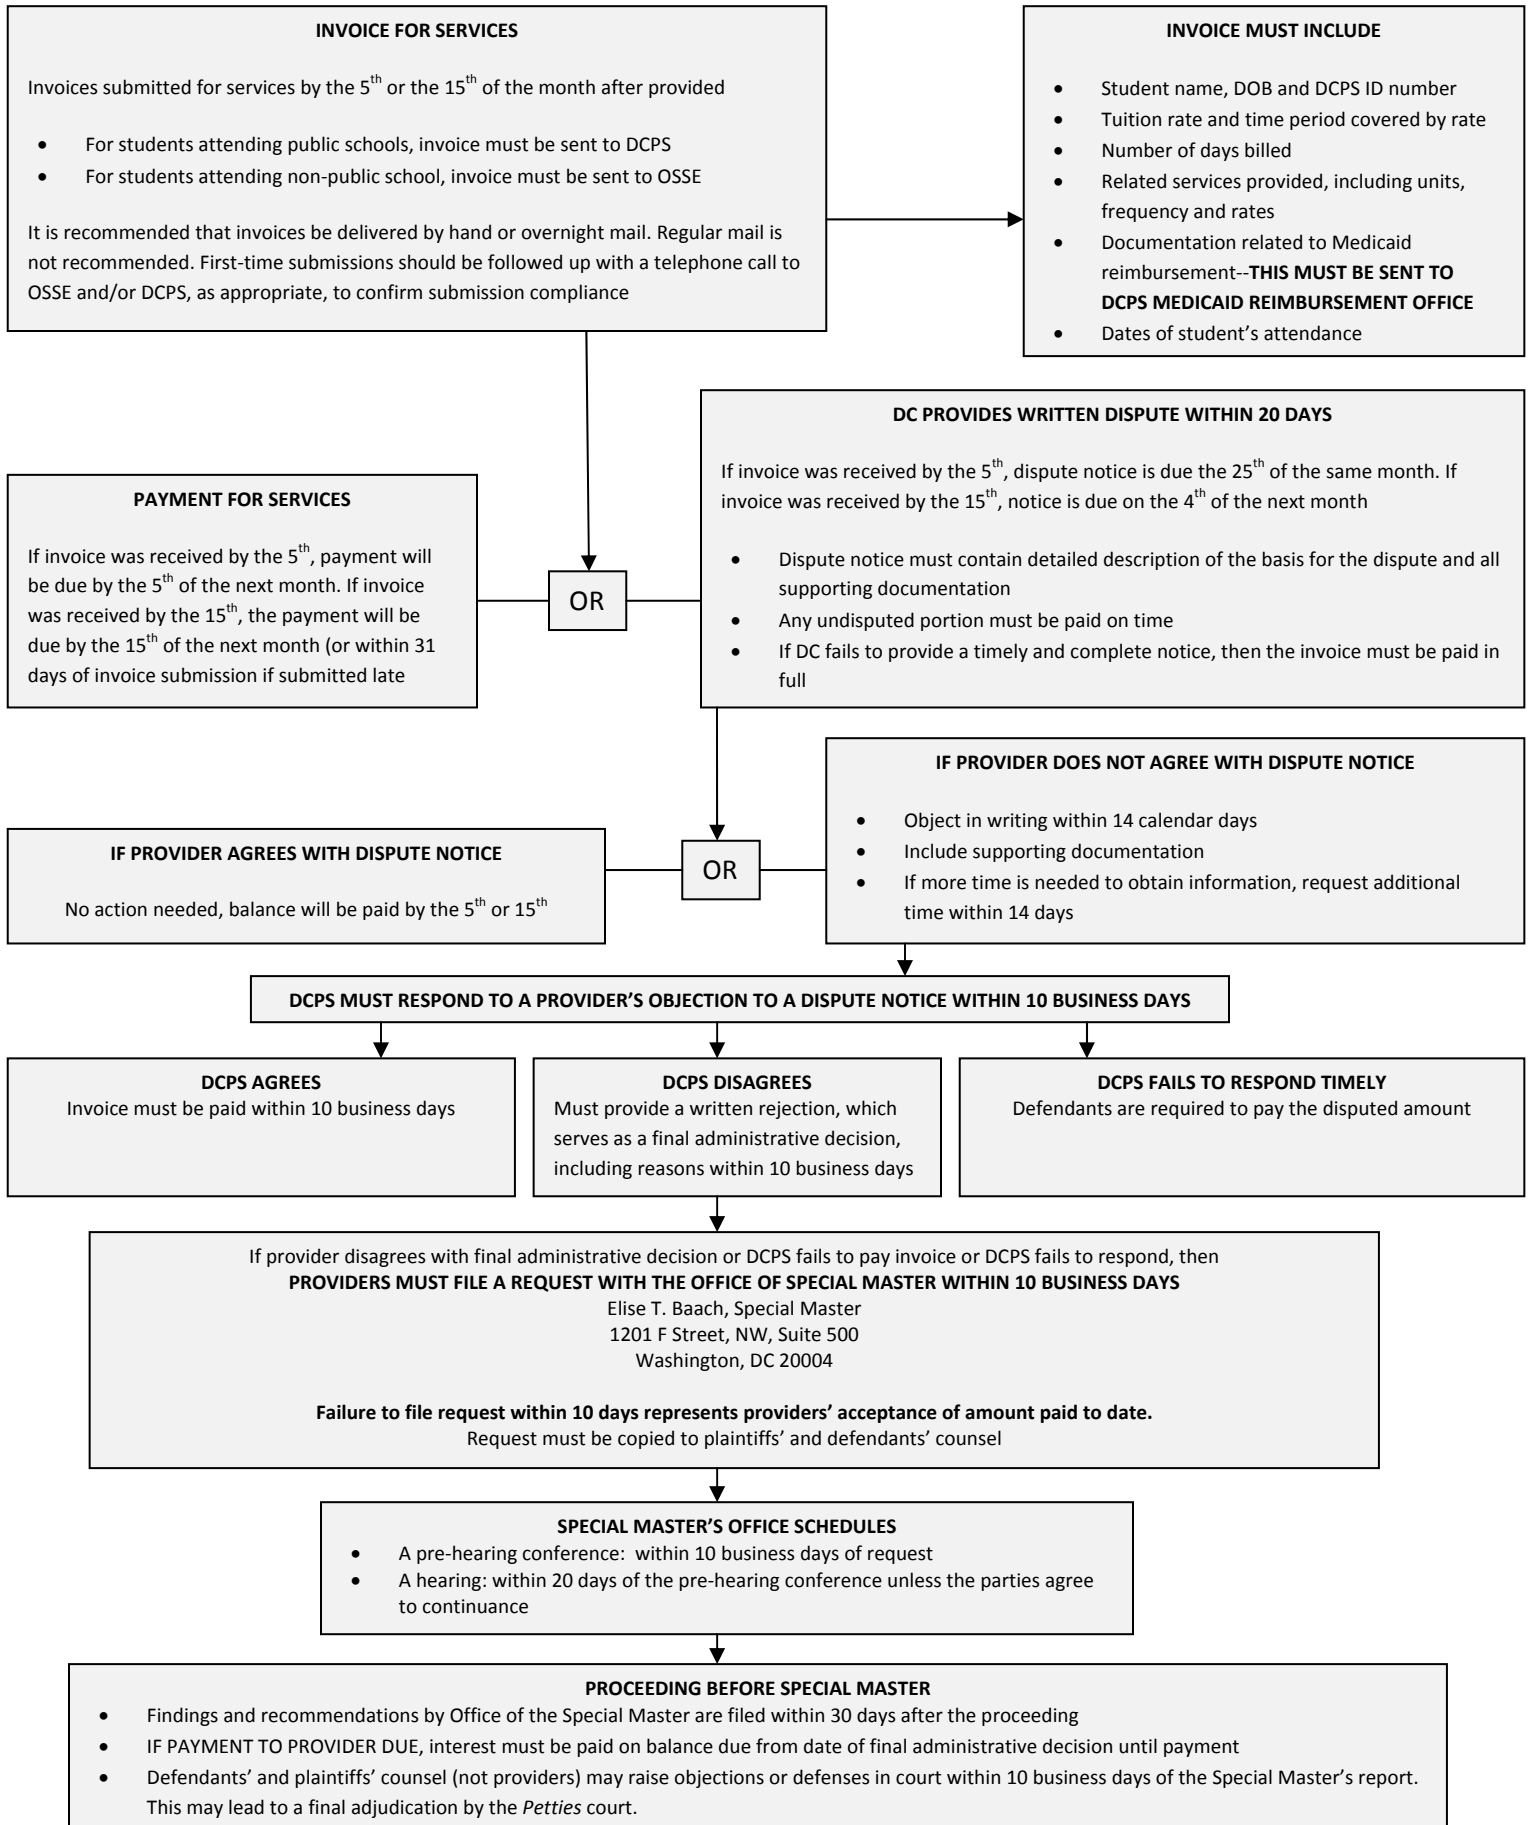 INVOICE FOR SERVICES
Invoices submitted for services by the 5th or the 15th of the month after provided
• For students attending public schools, invoice must be sent to DCPS
• For students attending non-public school, invoice must be sent to OSSE
It is recommended that invoices be delivered by hand or overnight mail. Regular mail is
not recommended. First-time submissions should be followed up with a telephone call to
OSSE and/or DCPS, as appropriate, to confirm submission compliance
INVOICE MUST INCLUDE
• Student name, DOB and DCPS ID number
• Tuition rate and time period covered by rate
• Number of days billed
• Related services provided, including units,
frequency and rates
• Documentation related to Medicaid
reimbursement--THIS MUST BE SENT TO
DCPS MEDICAID REIMBURSEMENT OFFICE
• Dates of student’s attendance
PAYMENT FOR SERVICES
If invoice was received by the 5th, payment will
be due by the 5th of the next month. If invoice
was received by the 15th, the payment will be
due by the 15th of the next month (or within 31
days of invoice submission if submitted late
OR
DC PROVIDES WRITTEN DISPUTE WITHIN 20 DAYS
If invoice was received by the 5th, dispute notice is due the 25th of the same month. If
invoice was received by the 15th, notice is due on the 4th of the next month
• Dispute notice must contain detailed description of the basis for the dispute and all
supporting documentation
• Any undisputed portion must be paid on time
• If DC fails to provide a timely and complete notice, then the invoice must be paid in
full
IF PROVIDER AGREES WITH DISPUTE NOTICE
No action needed, balance will be paid by the 5th or 15th
OR
IF PROVIDER DOES NOT AGREE WITH DISPUTE NOTICE
• Object in writing within 14 calendar days
• Include supporting documentation
• If more time is needed to obtain information, request additional
time within 14 days
DCPS MUST RESPOND TO A PROVIDER’S OBJECTION TO A DISPUTE NOTICE WITHIN 10 BUSINESS DAYS
DCPS AGREES
Invoice must be paid within 10 business days
DCPS DISAGREES
Must provide a written rejection, which
serves as a final administrative decision,
including reasons within 10 business days
DCPS FAILS TO RESPOND TIMELY
Defendants are required to pay the disputed amount
If provider disagrees with final administrative decision or DCPS fails to pay invoice or DCPS fails to respond, then
PROVIDERS MUST FILE A REQUEST WITH THE OFFICE OF SPECIAL MASTER WITHIN 10 BUSINESS DAYS
Elise T. Baach, Special Master
1201 F Street, NW, Suite 500
Washington, DC 20004
Failure to file request within 10 days represents providers’ acceptance of amount paid to date.
Request must be copied to plaintiffs’ and defendants’ counsel
SPECIAL MASTER’S OFFICE SCHEDULES
• A pre-hearing conference: within 10 business days of request
• A hearing: within 20 days of the pre-hearing conference unless the parties agree
to continuance
PROCEEDING BEFORE SPECIAL MASTER
• Findings and recommendations by Office of the Special Master are filed within 30 days after the proceeding
• IF PAYMENT TO PROVIDER DUE, interest must be paid on balance due from date of final administrative decision until payment
• Defendants’ and plaintiffs’ counsel (not providers) may raise objections or defenses in court within 10 business days of the Special Master’s report.
This may lead to a final adjudication by the Petties court.